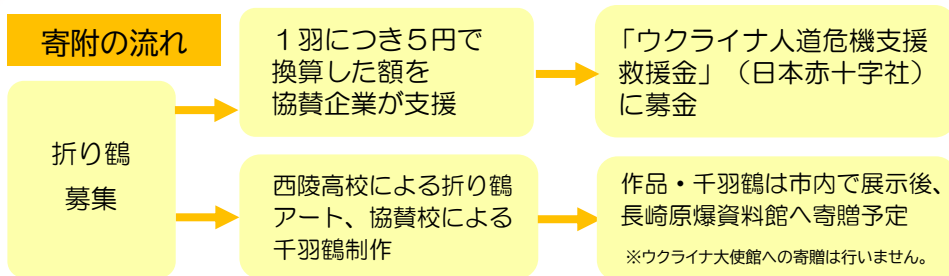 寄附の流れ
折り鶴
募集
１羽につき５円で
換算した額を
協賛企業が支援
「ウクライナ人道危機支援
救援金」（日本赤十字社）
に募金
西陵高校による折り鶴
アート、協賛校による
千羽鶴制作
作品・千羽鶴は市内で展示後、
長崎原爆資料館へ寄贈予定
※ウクライナ大使館への寄贈は行いません。